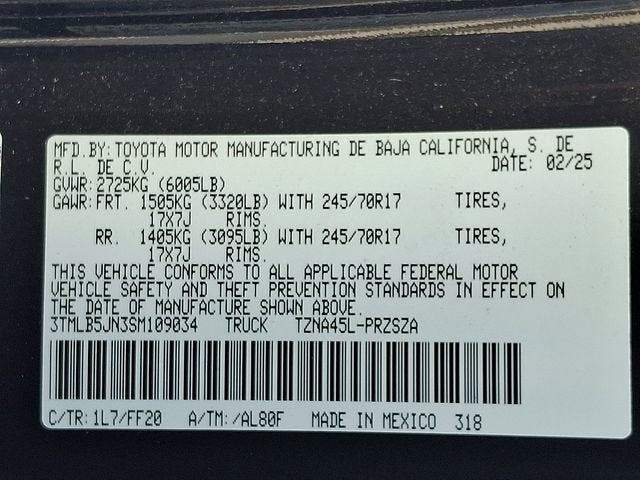 MFD.BY:TOYOTA MOTOR MANUFACTURING DE BAJA CALIFORNIA, S. DE
R.L. DE C.V. DATE: 02/25
GVWR:2725KG (6005LB)
GAWR:FRT. 1505KG (3320LB) WITH 245/70R17 TIRES,
17X7J RIMS.
RR. 1405KG (3095LB) WITH 245/70R17 TIRES,
17X7J RIMS.
THIS VEHICLE CONFORMS TO ALL APPLICABLE FEDERAL MOTOR
VEHICLE SAFETY AND THEFT PREVENTION STANDARDS IN EFFECT ON
THE DATE OF MANUFACTURE SHOWN ABOVE.
3TMLB5JN3SM109034 TRUCK TZNA45L-PRZSZA
C/TR:1L7/FF20 A/TM:/AL80F MADE IN MEXICO 318